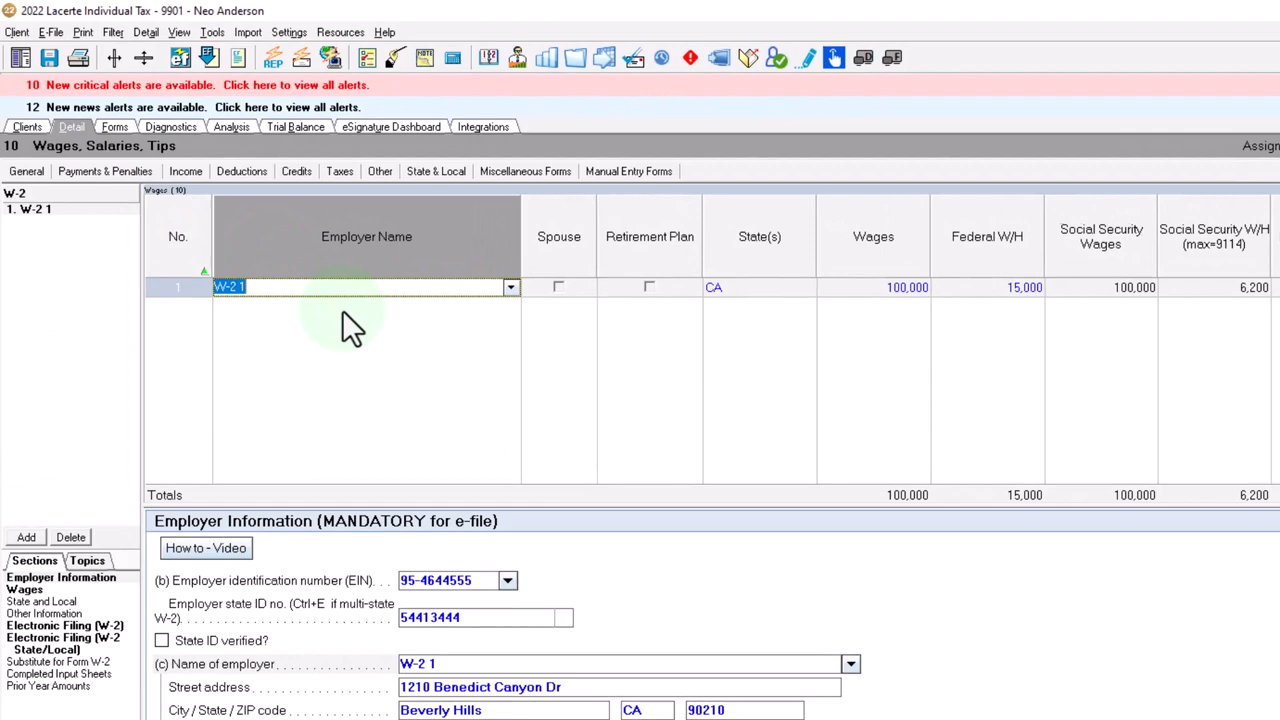 22 2022 Lacerte Individual Tax - 9901 - Neo Anderson
Client E-File Print Filter Detail View Tools Import Settings Resources Help
10 New critical alerts are available. Click here to view all alerts.
12 New news alerts are available. Click here to view all alerts.
Clients Detail Forms Diagnostics Analysis Trial Balance eSignature Dashboard Integrations
10 Wages, Salaries, Tips Assign
General Payments & Penalties Income Deductions Credits Taxes Other State & Local Miscellaneous Forms Manual Entry Forms
W-2
1. W-2 1
Wages (10)
No. Employer Name Spouse Retirement Plan State(s) Wages Federal W/H Social Security Wages Social Security W/H (max=9114)
1 W-2 1 CA 100,000 15,000 100,000 6,200
Totals 100,000 15,000 100,000 6,200
Add Delete
Sections Topics
Employer Information
Wages
State and Local
Other Information
Electronic Filing (W-2)
Electronic Filing (W-2
State/Local)
Substitute for Form W-2
Completed Input Sheets
Prior Year Amounts
Employer Information (MANDATORY for e-file)
How to - Video
(b) Employer identification number (EIN). . . 95-4644555
Employer state ID no. (Ctrl+E if multi-state
W-2). . . . . . . . . . . . . . . . . . . . . . . . . . . . . . . . . . 54413444
State ID verified?
(c) Name of employer . . . . . . . . . . . . . . . . . W-2 1
Street address . . . . . . . . . . . . . . . . . . . . . 1210 Benedict Canyon Dr
City / State / ZIP code . . . . . . . . . . . . . . . Beverly Hills CA 90210